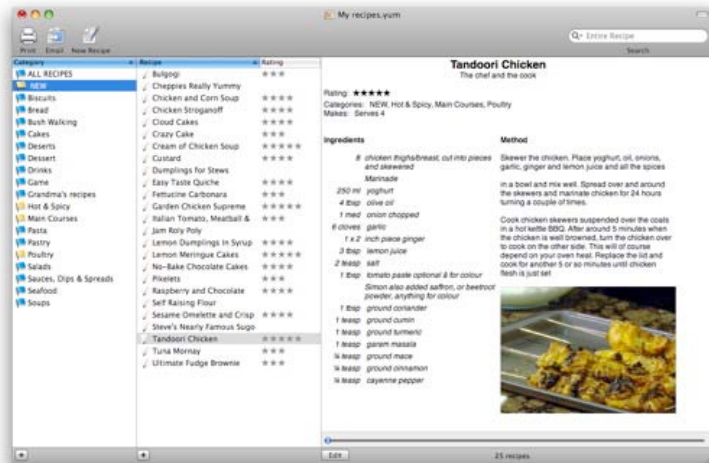 My recipes.yum
Entire Recipe
Print Email New Recipe
Search
Category
ALL RECIPES
NEW
Biscuits
Bread
Bush Walking
Cakes
Deserts
Dessert
Drinks
Game
Grandma's recipes
Hot & Spicy
Main Courses
Pasta
Pastry
Poultry
Salads
Sauces, Dips & Spreads
Seafood
Soups
Recipe Rating
Bulgogi ★★★
Cheppies Really Yummy
Chicken and Corn Soup ★★★★
Chicken Stroganoff ★★★★
Cloud Cakes ★★★★
Crazy Cake ★★★
Cream of Chicken Soup ★★★★★
Custard ★★★★
Dumplings for Stews
Easy Taste Quiche ★★★★
Fettucine Carbonara ★★★
Garden Chicken Supreme ★★★★★
Italian Tomato, Meatball & ★★★
Jam Roly Poly
Lemon Dumplings In Syrup ★★★★
Lemon Meringue Cakes ★★★★★
No-Bake Chocolate Cakes ★★★★
Pikelets ★★★
Raspberry and Chocolate ★★★★
Self Raising Flour
Sesame Omelette and Crisp ★★★★
Steve's Nearly Famous Sugo
Tandoori Chicken ★★★★★
Tuna Mornay ★★★
Ultimate Fudge Brownie ★★★
Tandoori Chicken
The chef and the cook
Rating: ★★★★★
Categories: NEW, Hot & Spicy, Main Courses, Poultry
Makes: Serves 4
Ingredients
8 chicken thighs/breast, cut into pieces
and skewered
Marinade
250 ml yoghurt
4 tbsp olive oil
1 med onion chopped
6 cloves garlic
1 x 2 inch piece ginger
3 tbsp lemon juice
2 teasp salt
1 tbsp tomato paste optional & for colour
Simon also added saffron, or beetroot
powder, anything for colour
1 tbsp ground coriander
1 teasp ground cumin
1 teasp ground turmeric
1 teasp garam masala
¼ teasp ground mace
¼ teasp ground cinnamon
¼ teasp cayenne pepper
Method
Skewer the chicken. Place yoghurt, oil, onions,
garlic, ginger and lemon juice and all the spices
in a bowl and mix well. Spread over and around
the skewers and marinate chicken for 24 hours
turning a couple of times.
Cook chicken skewers suspended over the coals
in a hot kettle BBQ. After around 5 minutes when
the chicken is well browned, turn the chicken over
to cook on the other side. This will of course
depend on your oven heat. Replace the lid and
cook for another 5 or so minutes until chicken
flesh is just set
Edit
25 recipes